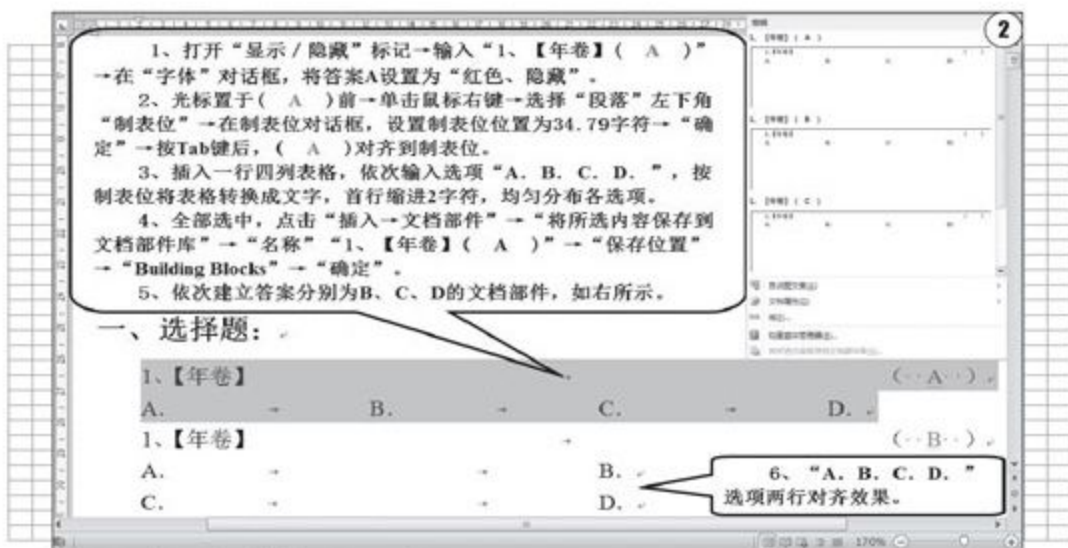 ②
1、打开“显示／隐藏”标记→输入“1、【年卷】( A )”
→在“字体”对话框，将答案A设置为“红色、隐藏”。
2、光标置于( A )前→单击鼠标右键→选择“段落”左下角
“制表位”→在制表位对话框，设置制表位位置为34.79字符→“确
定”→按Tab键后，( A )对齐到制表位。
3、插入一行四列表格，依次输入选项“A. B. C. D. ”，按
制表位将表格转换成文字，首行缩进2字符，均匀分布各选项。
4、全部选中，点击“插入→文档部件”→“将所选内容保存到
文档部件库”→“名称”“1、【年卷】( A )”→“保存位置”
→“Building Blocks”→“确定”。
5、依次建立答案分别为B、C、D的文档部件，如右所示。
1、【年卷】( A )
1、【年卷】( B )
1、【年卷】( C )
一、选择题：
1、【年卷】 → (··A··)
A. → B. → C. → D.
1、【年卷】 → (··B··)
A. → → B.
C. → → D.
6、“A. B. C. D. ”
选项两行对齐效果。
170%